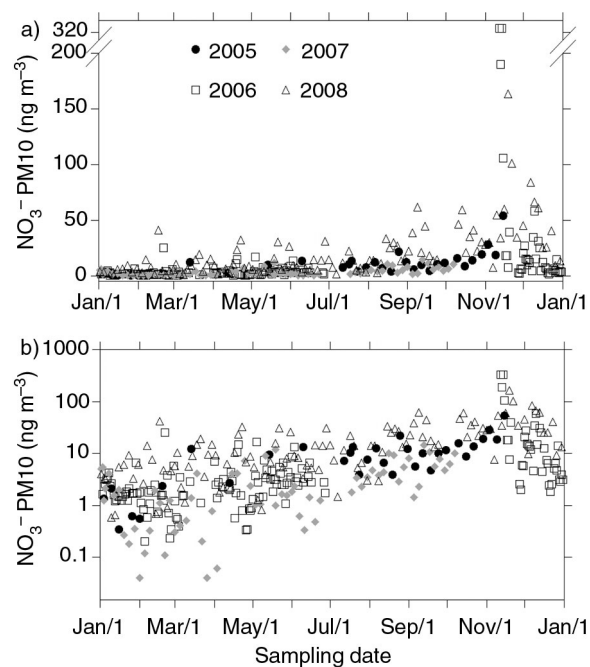 a)
320
200
150
100
50
0
NO₃⁻ PM10 (ng m⁻³)
● 2005 ◆ 2007
□ 2006 △ 2008
Jan/1 Mar/1 May/1 Jul/1 Sep/1 Nov/1 Jan/1
b)
1000
100
10
1
0.1
NO₃⁻ PM10 (ng m⁻³)
Jan/1 Mar/1 May/1 Jul/1 Sep/1 Nov/1 Jan/1
Sampling date